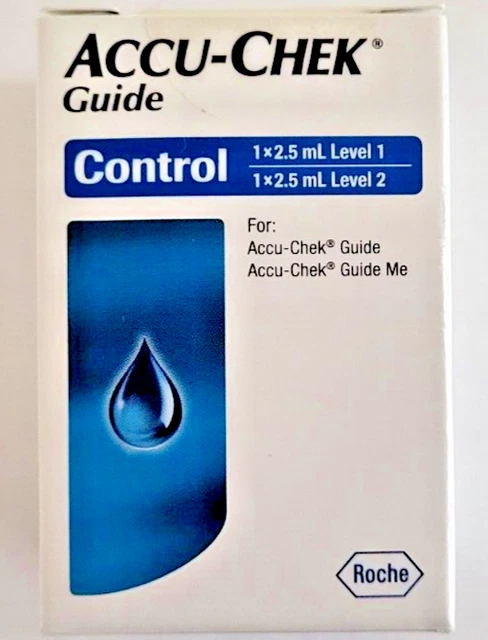 ACCU-CHEK®
Guide
Control
1×2.5 mL Level 1
1×2.5 mL Level 2
For:
Accu-Chek® Guide
Accu-Chek® Guide Me
Roche